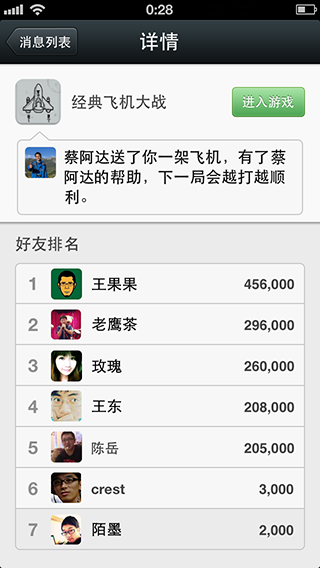 0:28
消息列表
详情
经典飞机大战
进入游戏
蔡阿达送了你一架飞机，有了蔡
阿达的帮助，下一局会越打越顺
利。
好友排名
1 王果果 456,000
2 老鹰茶 296,000
3 玫瑰 260,000
4 王东 208,000
5 陈岳 205,000
6 crest 3,000
7 陌墨 2,000